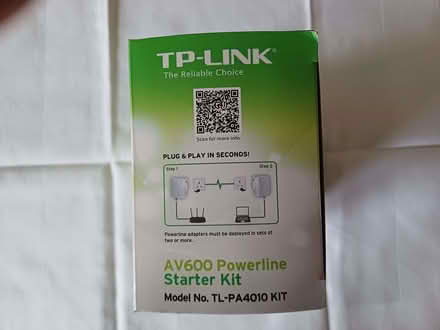 TP-LINK®
The Reliable Choice
Scan for more info
PLUG & PLAY IN SECONDS!
Step 1
Step 2
Powerline adapters must be deployed in sets of
two or more.
AV600 Powerline
Starter Kit
Model No. TL-PA4010 KIT